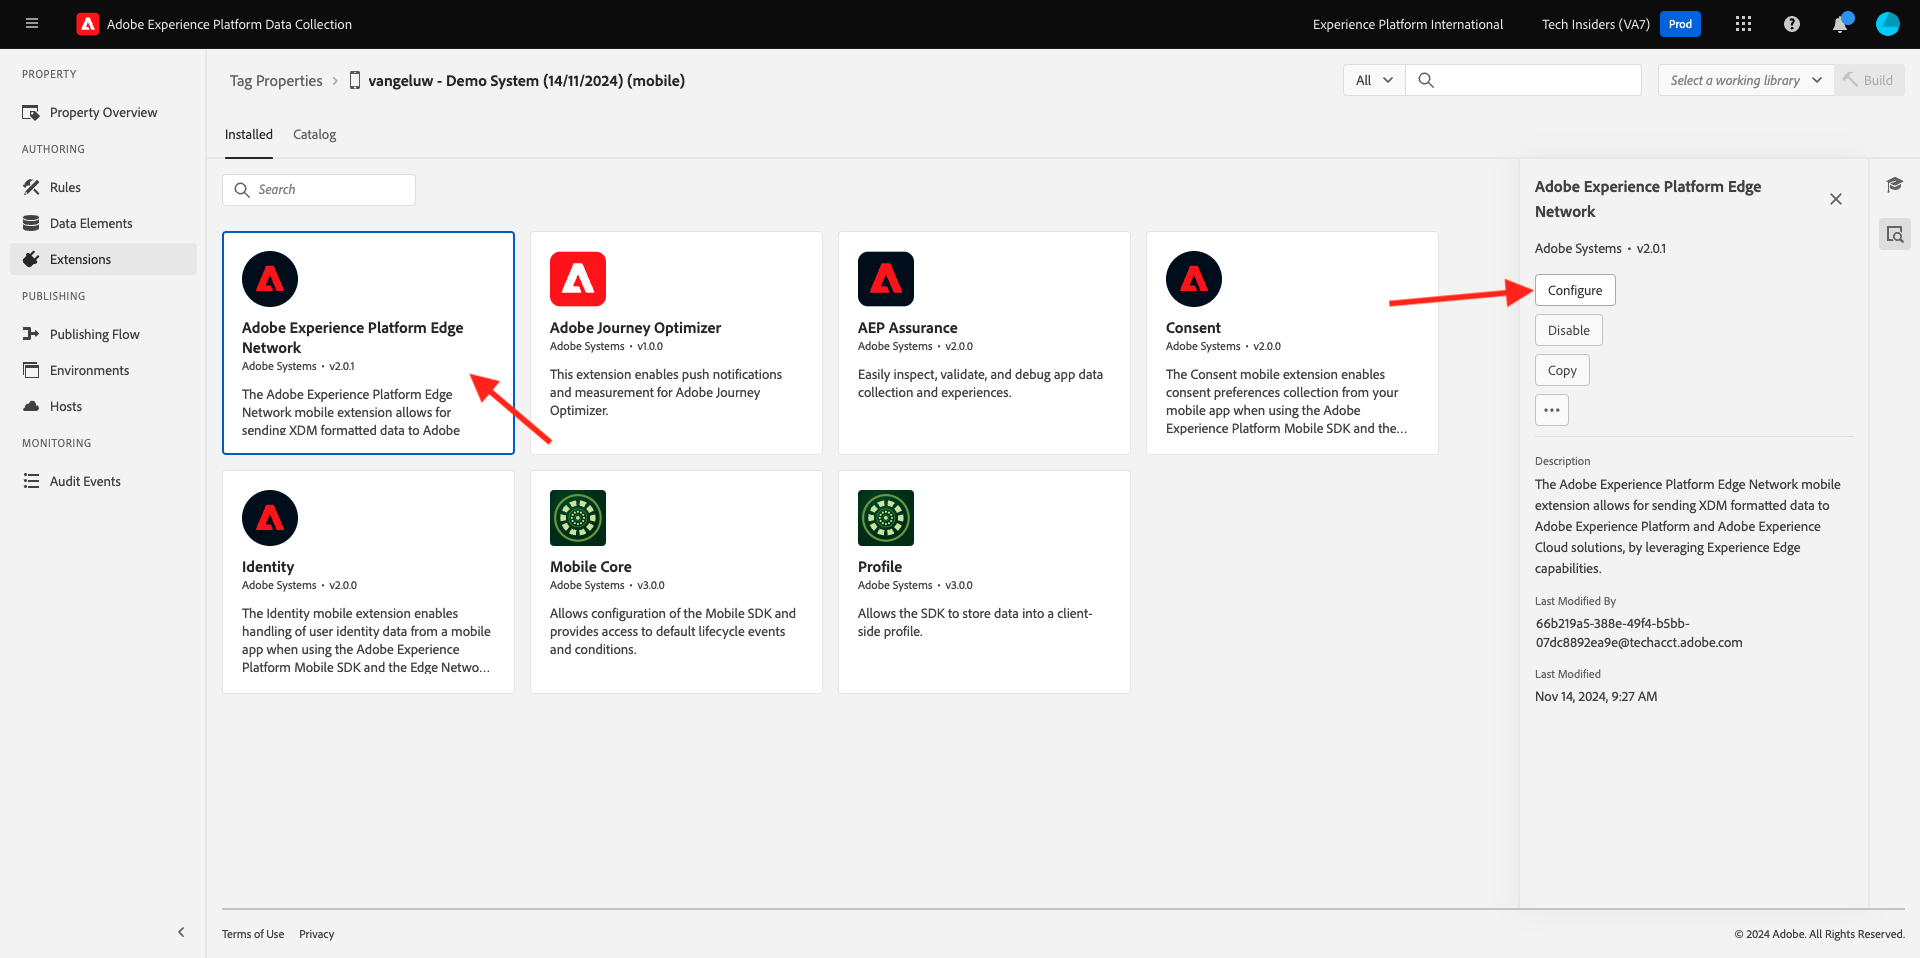 Adobe Experience Platform Data Collection
Experience Platform International
Tech Insiders (VA7)
Prod
PROPERTY
Property Overview
AUTHORING
Rules
Data Elements
Extensions
PUBLISHING
Publishing Flow
Environments
Hosts
MONITORING
Audit Events
Tag Properties
vangeluw - Demo System (14/11/2024) (mobile)
All
Select a working library
Build
Installed
Catalog
Search
Adobe Experience Platform Edge
Network
Adobe Systems • v2.0.1
The Adobe Experience Platform Edge
Network mobile extension allows for
sending XDM formatted data to Adobe
Adobe Journey Optimizer
Adobe Systems • v1.0.0
This extension enables push notifications
and measurement for Adobe Journey
Optimizer.
AEP Assurance
Adobe Systems • v2.0.0
Easily inspect, validate, and debug app data
collection and experiences.
Consent
Adobe Systems • v2.0.0
The Consent mobile extension enables
consent preferences collection from your
mobile app when using the Adobe
Experience Platform Mobile SDK and the...
Identity
Adobe Systems • v2.0.0
The Identity mobile extension enables
handling of user identity data from a mobile
app when using the Adobe Experience
Platform Mobile SDK and the Edge Netwo...
Mobile Core
Adobe Systems • v3.0.0
Allows configuration of the Mobile SDK and
provides access to default lifecycle events
and conditions.
Profile
Adobe Systems • v3.0.0
Allows the SDK to store data into a client-
side profile.
Adobe Experience Platform Edge
Network
Adobe Systems • v2.0.1
Configure
Disable
Copy
Description
The Adobe Experience Platform Edge Network mobile
extension allows for sending XDM formatted data to
Adobe Experience Platform and Adobe Experience
Cloud solutions, by leveraging Experience Edge
capabilities.
Last Modified By
66b219a5-388e-49f4-b5bb-
07dc8892ea9e@techacct.adobe.com
Last Modified
Nov 14, 2024, 9:27 AM
Terms of Use
Privacy
© 2024 Adobe. All Rights Reserved.